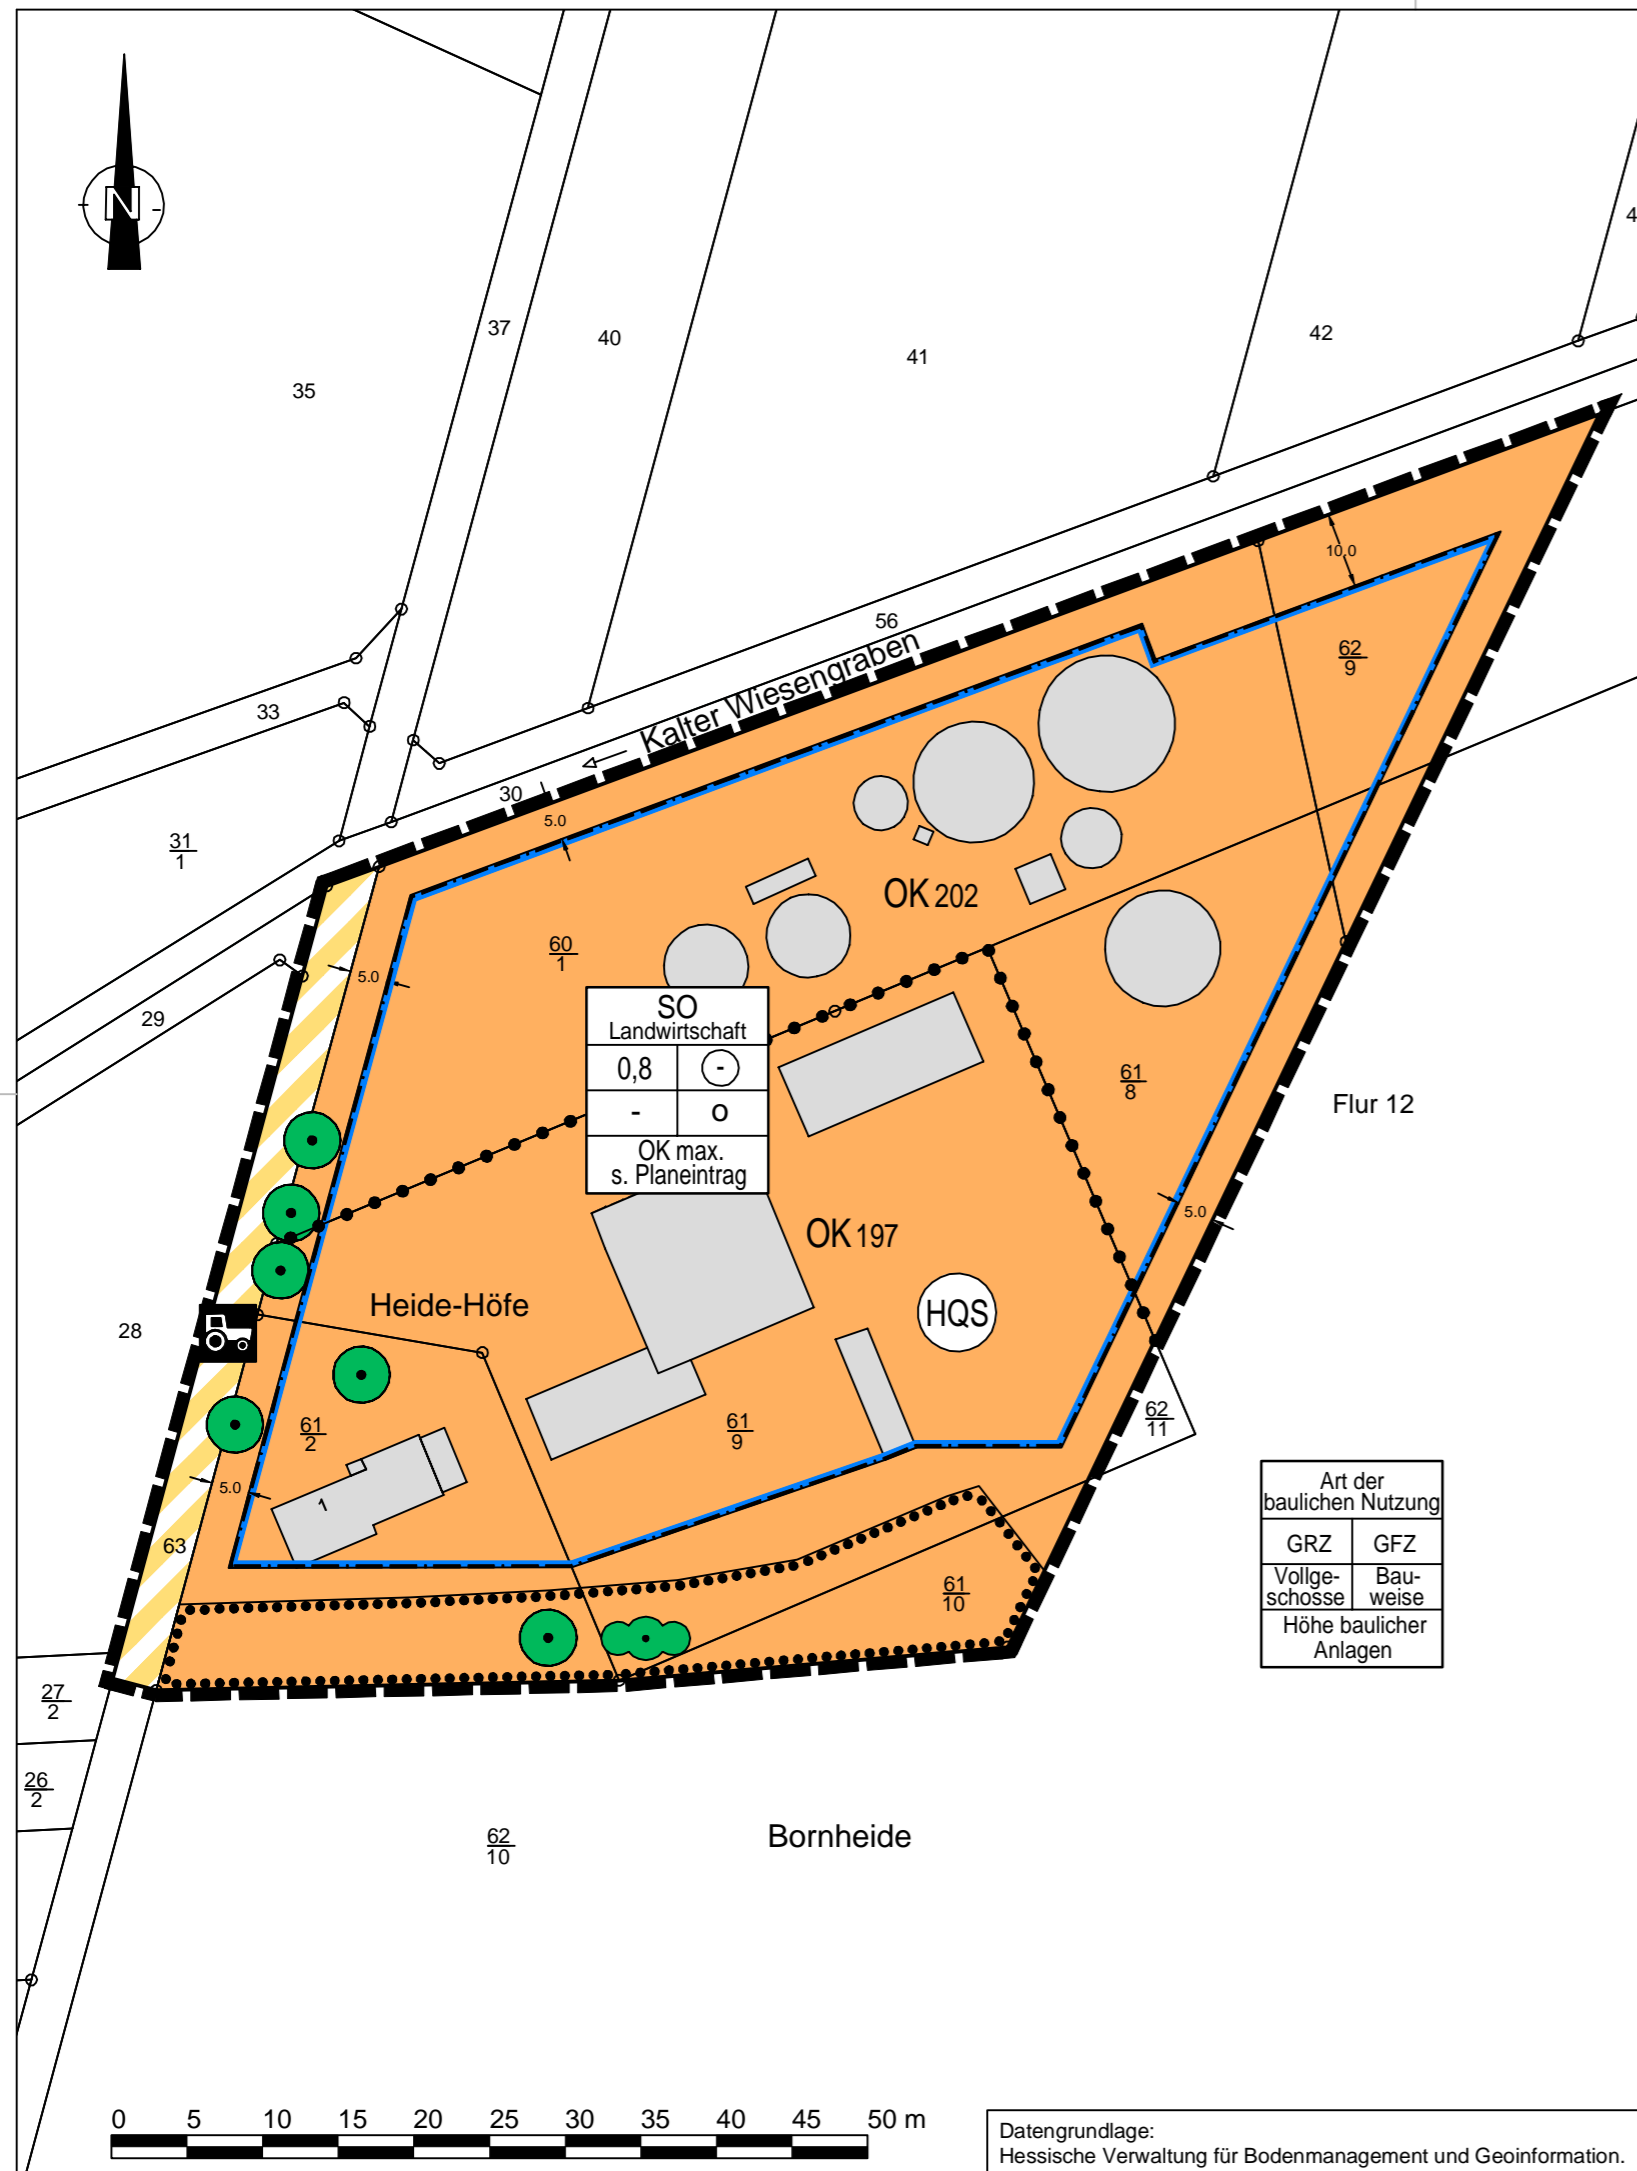 N
4
42
37
40
41
35
10,0
56
62
9
Kalter Wiesengraben
33
30
5.0
31
1
OK 202
60
1
5.0
29
SO
Landwirtschaft
0,8
-
-
o
OK max.
s. Planeintrag
61
8
Flur 12
5.0
OK 197
Heide-Höfe
HQS
28
61
2
61
9
62
11
5.0
1
63
Art der
baulichen Nutzung
GRZ
GFZ
Vollge-
schosse
Bau-
weise
Höhe baulicher
Anlagen
61
10
27
2
26
2
62
10
Bornheide
0 5 10 15 20 25 30 35 40 45 50 m
Datengrundlage:
Hessische Verwaltung für Bodenmanagement und Geoinformation.